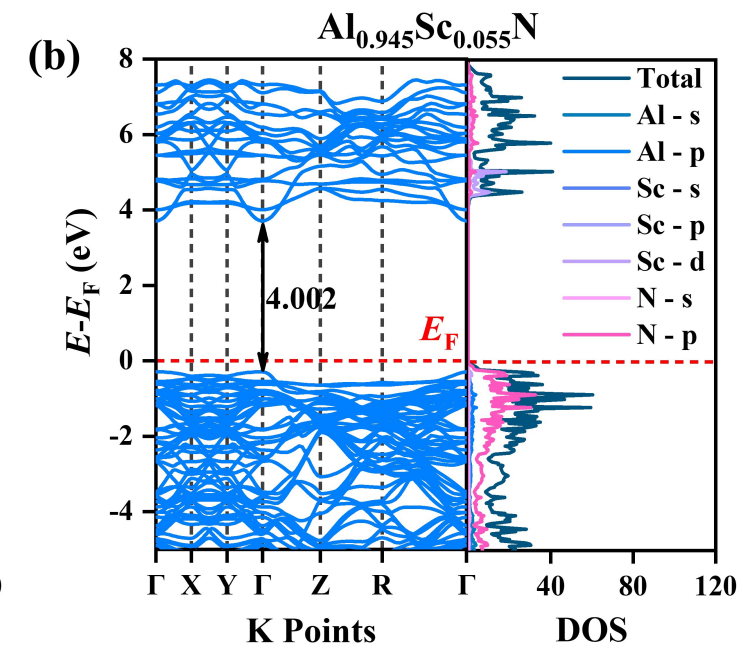 (b)
Al0.945Sc0.055N
E-EF (eV)
8
6
4
2
0
-2
-4
4.002
EF
Total
Al - s
Al - p
Sc - s
Sc - p
Sc - d
N - s
N - p
Γ X Y Γ Z R Γ 40 80 120
K Points DOS